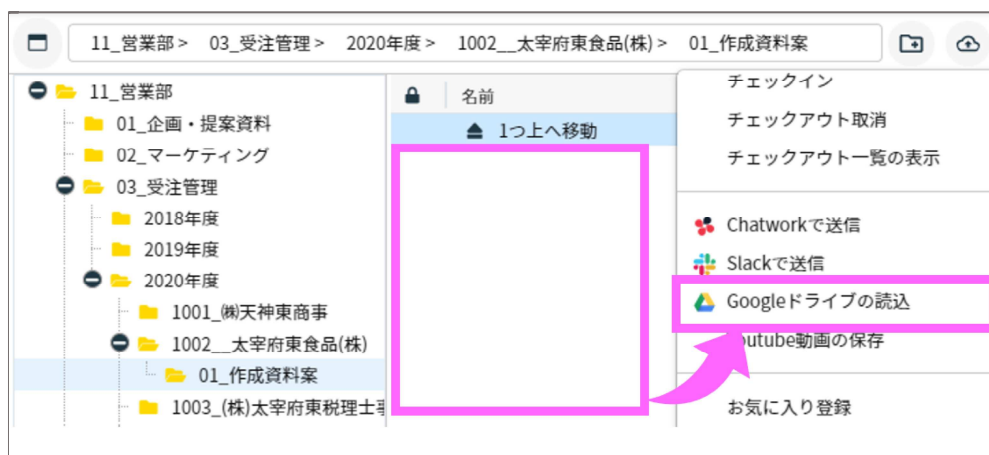 11_営業部 > 03_受注管理 > 2020年度 > 1002__太宰府東食品(株) > 01_作成資料案
11_営業部
01_企画・提案資料
02_マーケティング
03_受注管理
2018年度
2019年度
2020年度
1001_㈱天神東商事
1002__太宰府東食品(株)
01_作成資料案
1003_(株)太宰府東税理士
名前
1つ上へ移動
チェックイン
チェックアウト取消
チェックアウト一覧の表示
Chatworkで送信
Slackで送信
Googleドライブの読込
outube動画の保存
お気に入り登録